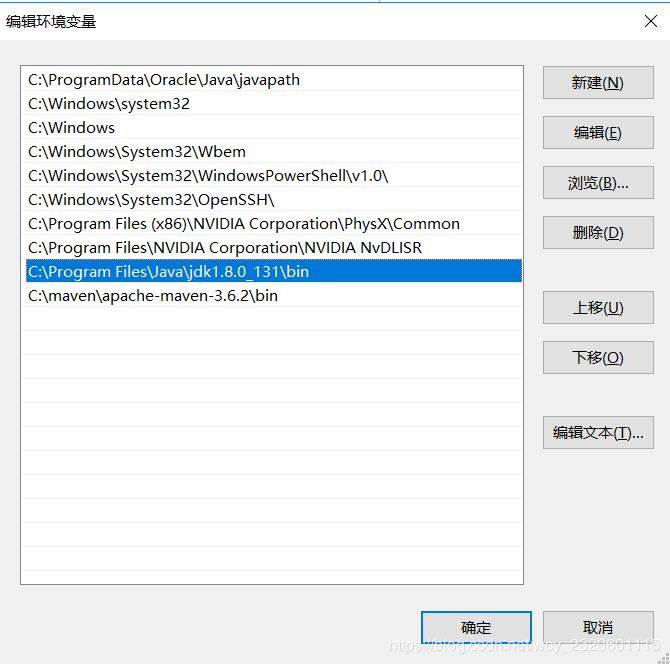 编辑环境变量
C:\ProgramData\Oracle\Java\javapath
C:\Windows\system32
C:\Windows
C:\Windows\System32\Wbem
C:\Windows\System32\WindowsPowerShell\v1.0\
C:\Windows\System32\OpenSSH\
C:\Program Files (x86)\NVIDIA Corporation\PhysX\Common
C:\Program Files\NVIDIA Corporation\NVIDIA NvDLISR
C:\Program Files\Java\jdk1.8.0_131\bin
C:\maven\apache-maven-3.6.2\bin
新建(N)
编辑(E)
浏览(B)...
删除(D)
上移(U)
下移(O)
编辑文本(T)...
确定
取消
https://blog.csdn.net/wcy_2320601115